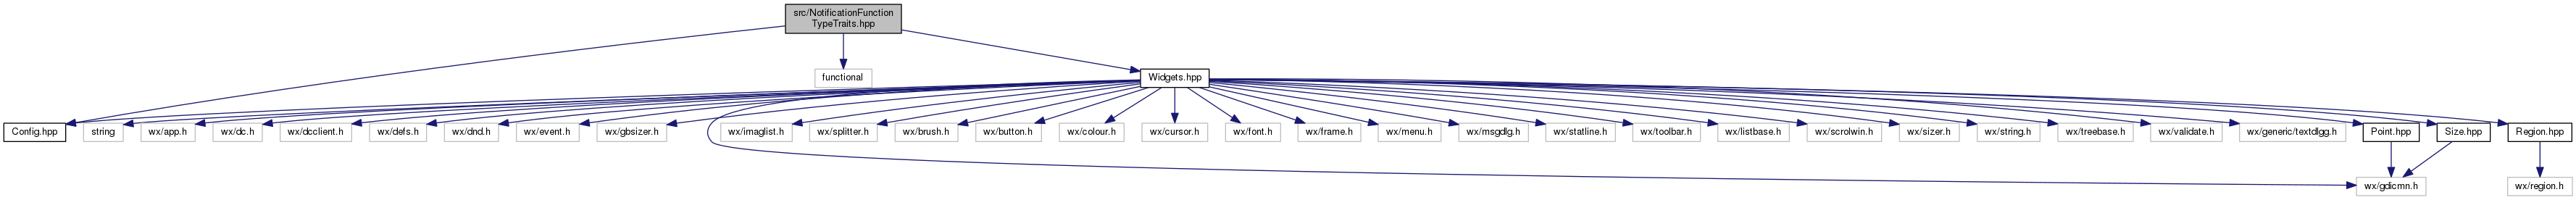 src/NotificationFunction
TypeTraits.hpp
functional
Widgets.hpp
Config.hpp
string
wx/app.h
wx/dc.h
wx/dcclient.h
wx/defs.h
wx/dnd.h
wx/event.h
wx/gbsizer.h
wx/imaglist.h
wx/splitter.h
wx/brush.h
wx/button.h
wx/colour.h
wx/cursor.h
wx/font.h
wx/frame.h
wx/menu.h
wx/msgdlg.h
wx/statline.h
wx/toolbar.h
wx/listbase.h
wx/scrolwin.h
wx/sizer.h
wx/string.h
wx/treebase.h
wx/validate.h
wx/generic/textdlgg.h
Point.hpp
Size.hpp
Region.hpp
wx/gdicmn.h
wx/region.h